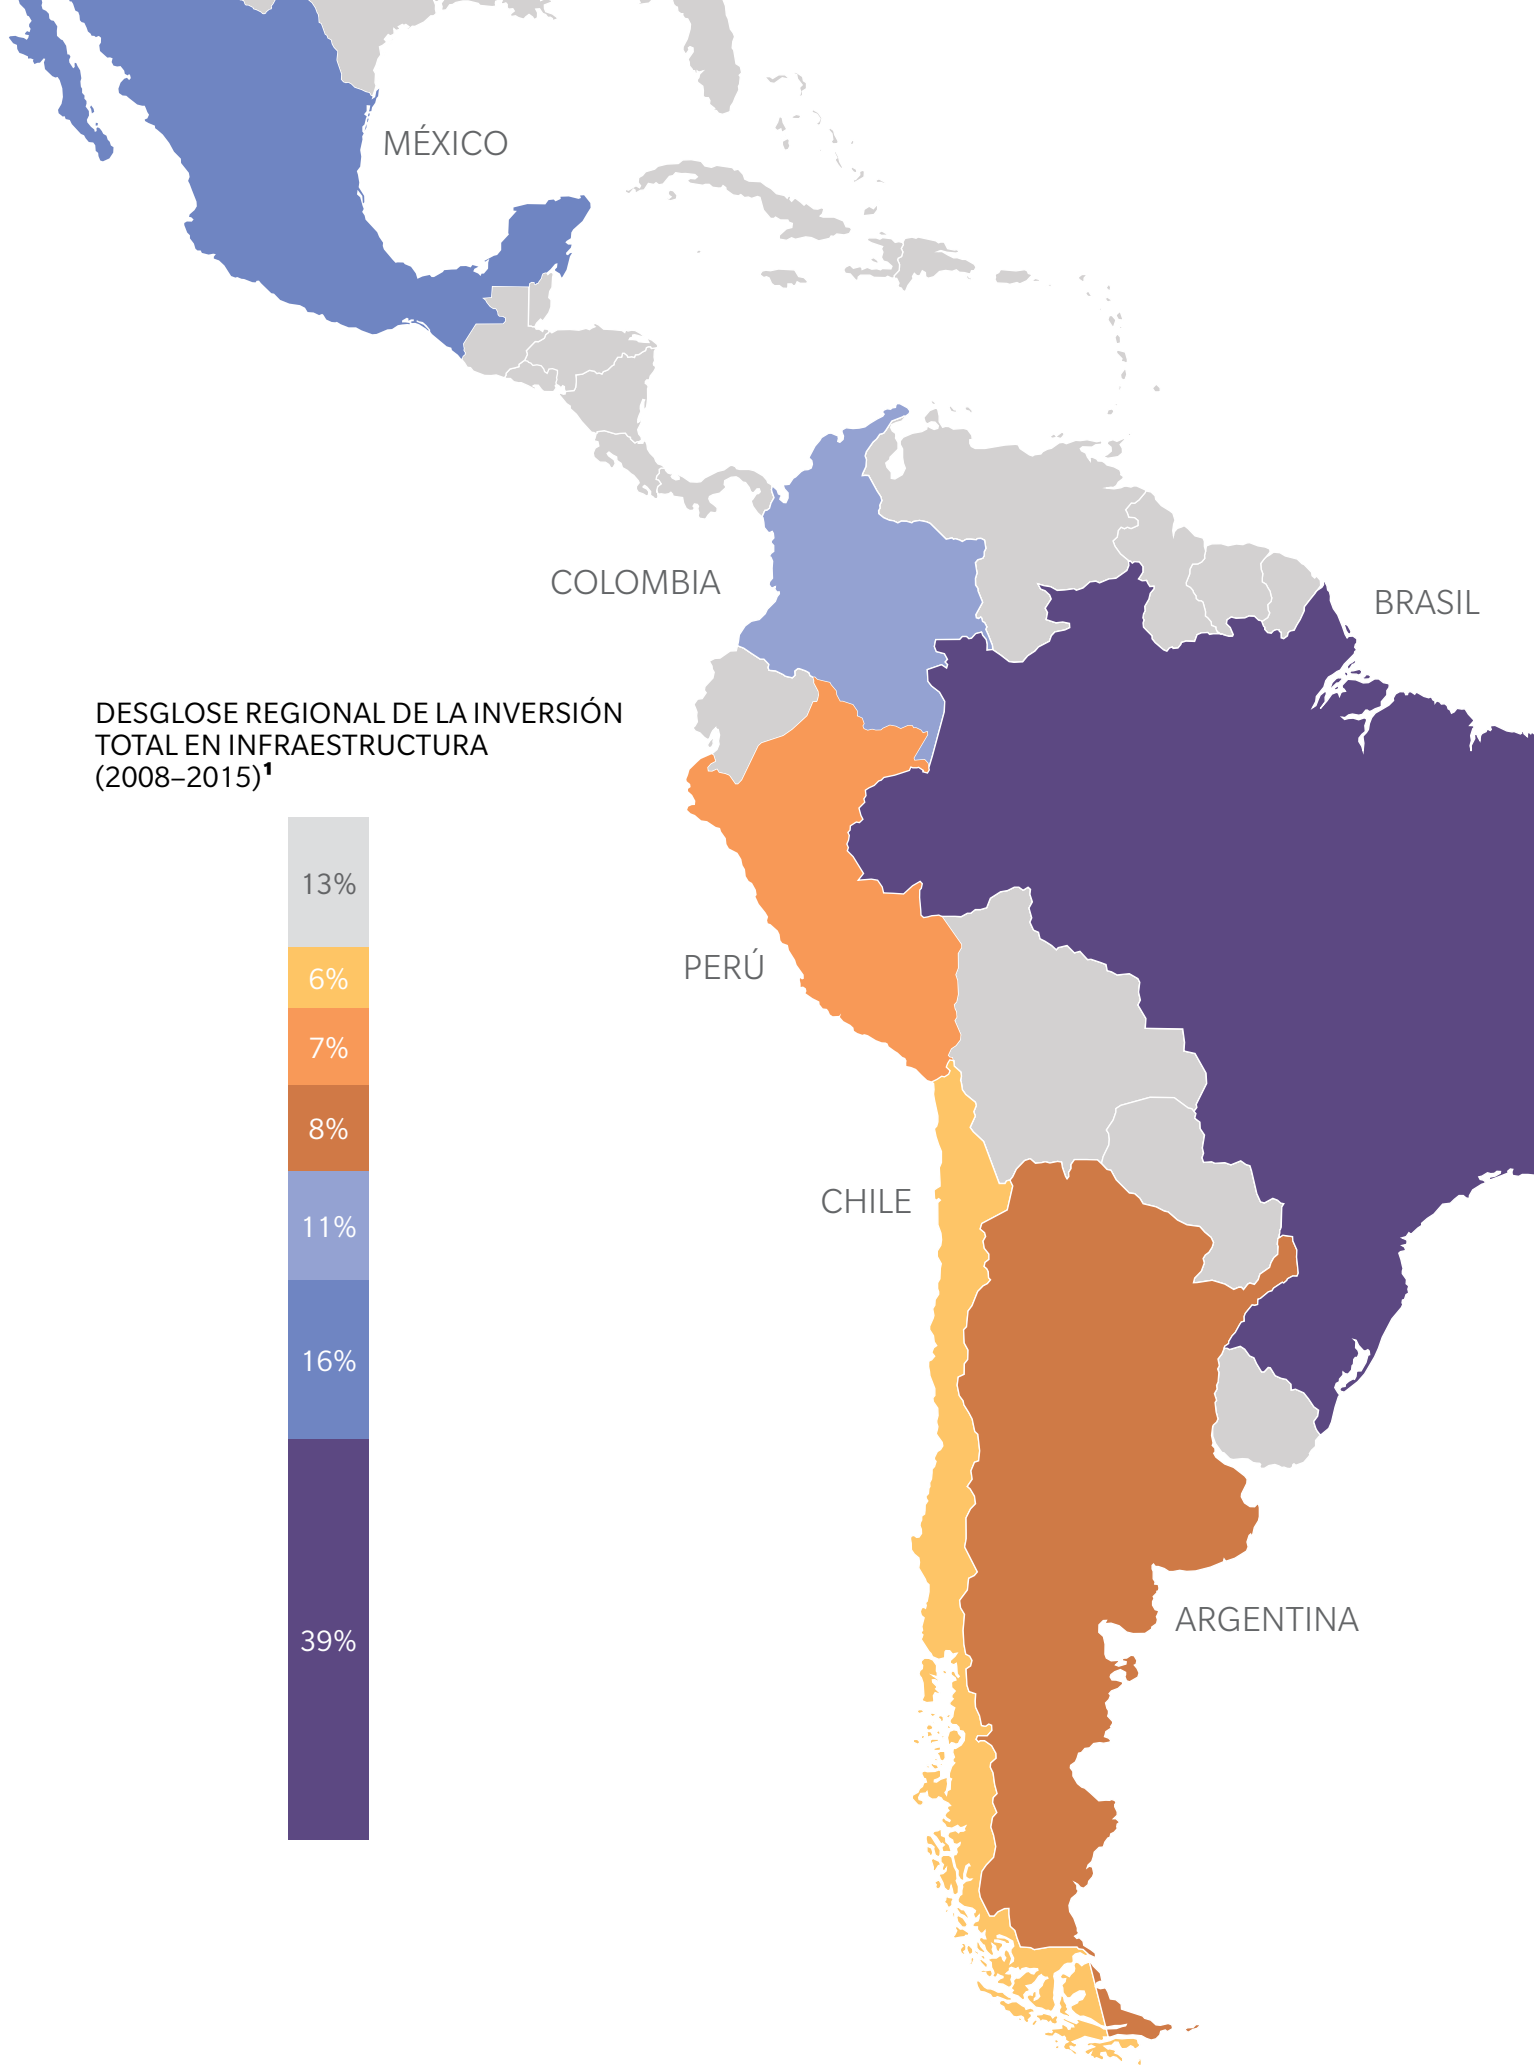 MÉXICO
COLOMBIA
BRASIL
DESGLOSE REGIONAL DE LA INVERSIÓN
TOTAL EN INFRAESTRUCTURA
(2008–2015)¹
13%
6%
7%
8%
11%
16%
39%
PERÚ
CHILE
ARGENTINA